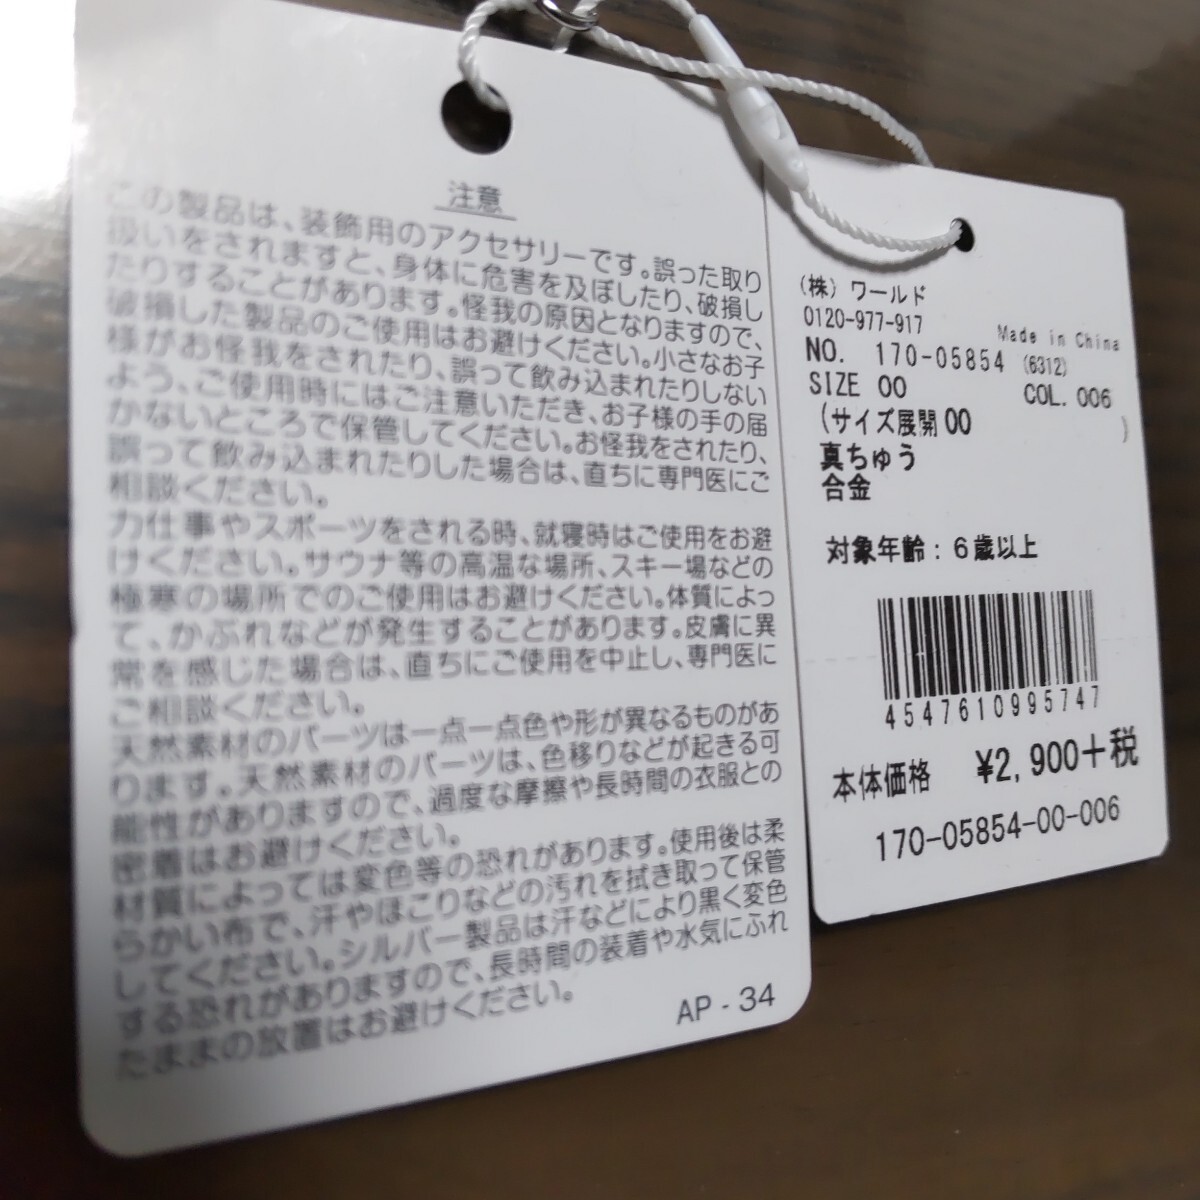 注意
この製品は、装飾用のアクセサリーです。誤った取り
扱いをされますと、身体に危害を及ぼしたり、破損し
たりすることがあります。怪我の原因となりますので、
破損した製品のご使用はお避けください。小さなお子
様がお怪我をされたり、誤って飲み込まれたりしない
よう、ご使用時にはご注意いただき、お子様の手の届
かないところで保管してください。お怪我をされたり、
誤って飲み込まれたりした場合は、直ちに専門医にご
相談ください。
力仕事やスポーツをされる時、就寝時はご使用をお避
けください。サウナ等の高温な場所、スキー場などの
極寒の場所でのご使用はお避けください。体質によっ
て、かぶれなどが発生することがあります。皮膚に異
常を感じた場合は、直ちにご使用を中止し、専門医に
ご相談ください。
天然素材のパーツは一点一点色や形が異なるものがあ
ります。天然素材のパーツは、色移りなどが起きる可
能性がありますので、過度な摩擦や長時間の衣服との
密着はお避けください。
材質によっては変色等の恐れがあります。使用後は柔
らかい布で、汗やほこりなどの汚れを拭き取って保管
してください。シルバー製品は汗などにより黒く変色
する恐れがありますので、長時間の装着や水気にふれ
たままの放置はお避けください。
AP - 34
(株) ワールド
0120-977-917
Made in China
NO. 170-05854 (6312)
SIZE 00 COL. 006
(サイズ展開 00 )
真ちゅう
合金
対象年齢：6歳以上
4547610995747
本体価格 ¥2,900+税
170-05854-00-006